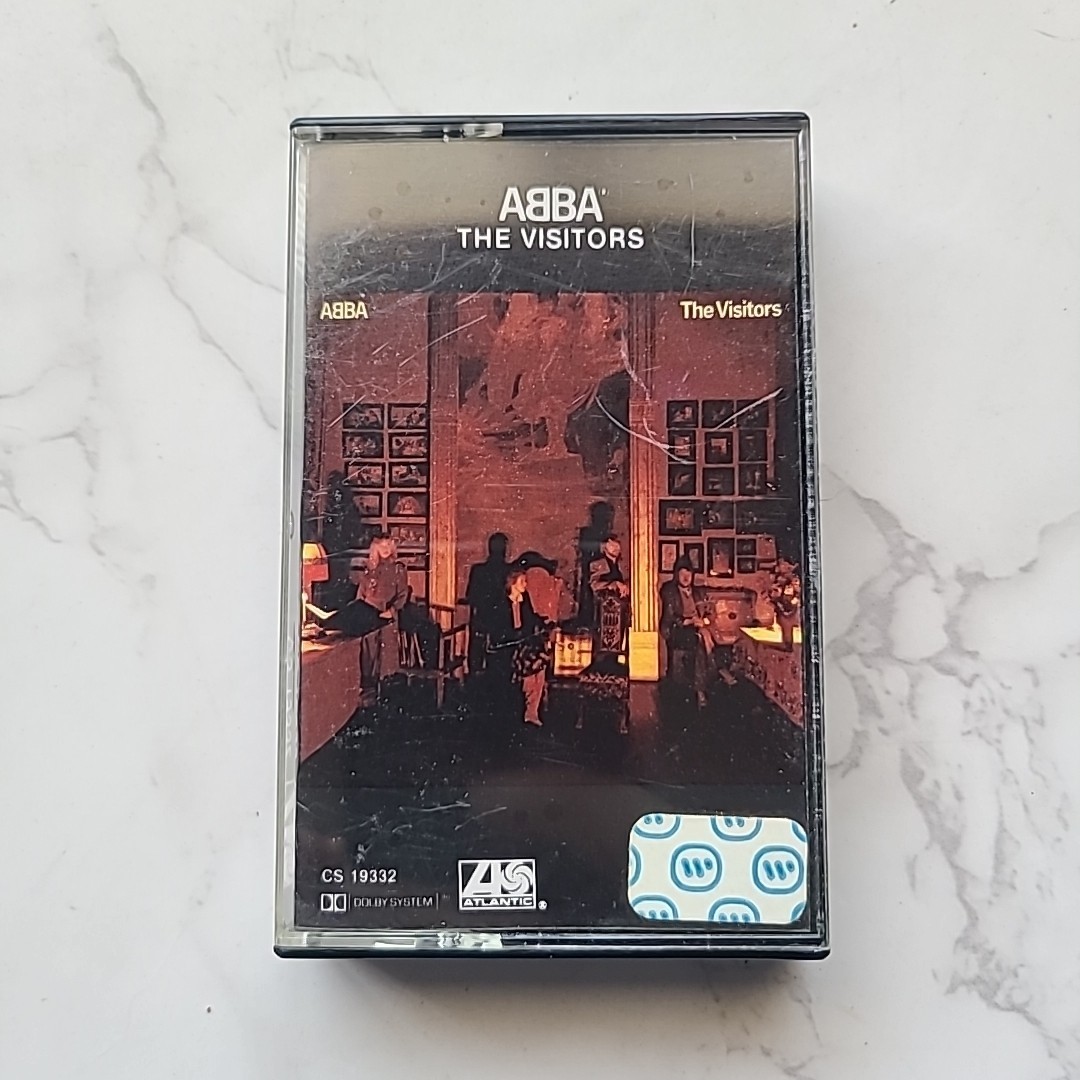 ABBA
THE VISITORS
ABBA The Visitors
CS 19332
DOLBY SYSTEM
ATLANTIC®